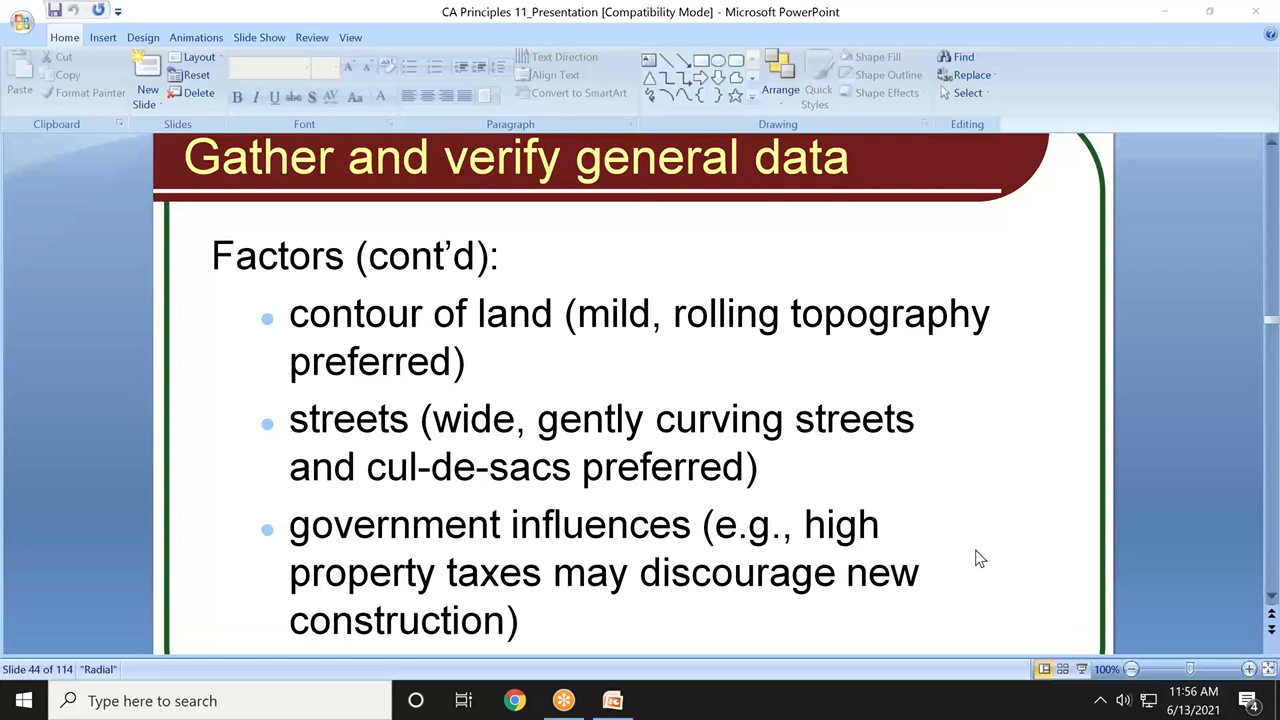 CA Principles 11_Presentation [Compatibility Mode] - Microsoft PowerPoint
Home Insert Design Animations Slide Show Review View
Paste
Cut
Copy
Format Painter
Clipboard
New
Slide
Layout
Reset
Delete
Slides
B I U abc S AV Aa A
Font
Text Direction
Align Text
Convert to SmartArt
Paragraph
Arrange
Quick
Styles
Shape Fill
Shape Outline
Shape Effects
Drawing
Find
Replace
Select
Editing
Gather and verify general data
Factors (cont’d):
contour of land (mild, rolling topography
preferred)
streets (wide, gently curving streets
and cul-de-sacs preferred)
government influences (e.g., high
property taxes may discourage new
construction)
Slide 44 of 114 "Radial" 100%
Type here to search
11:56 AM
6/13/2021
4